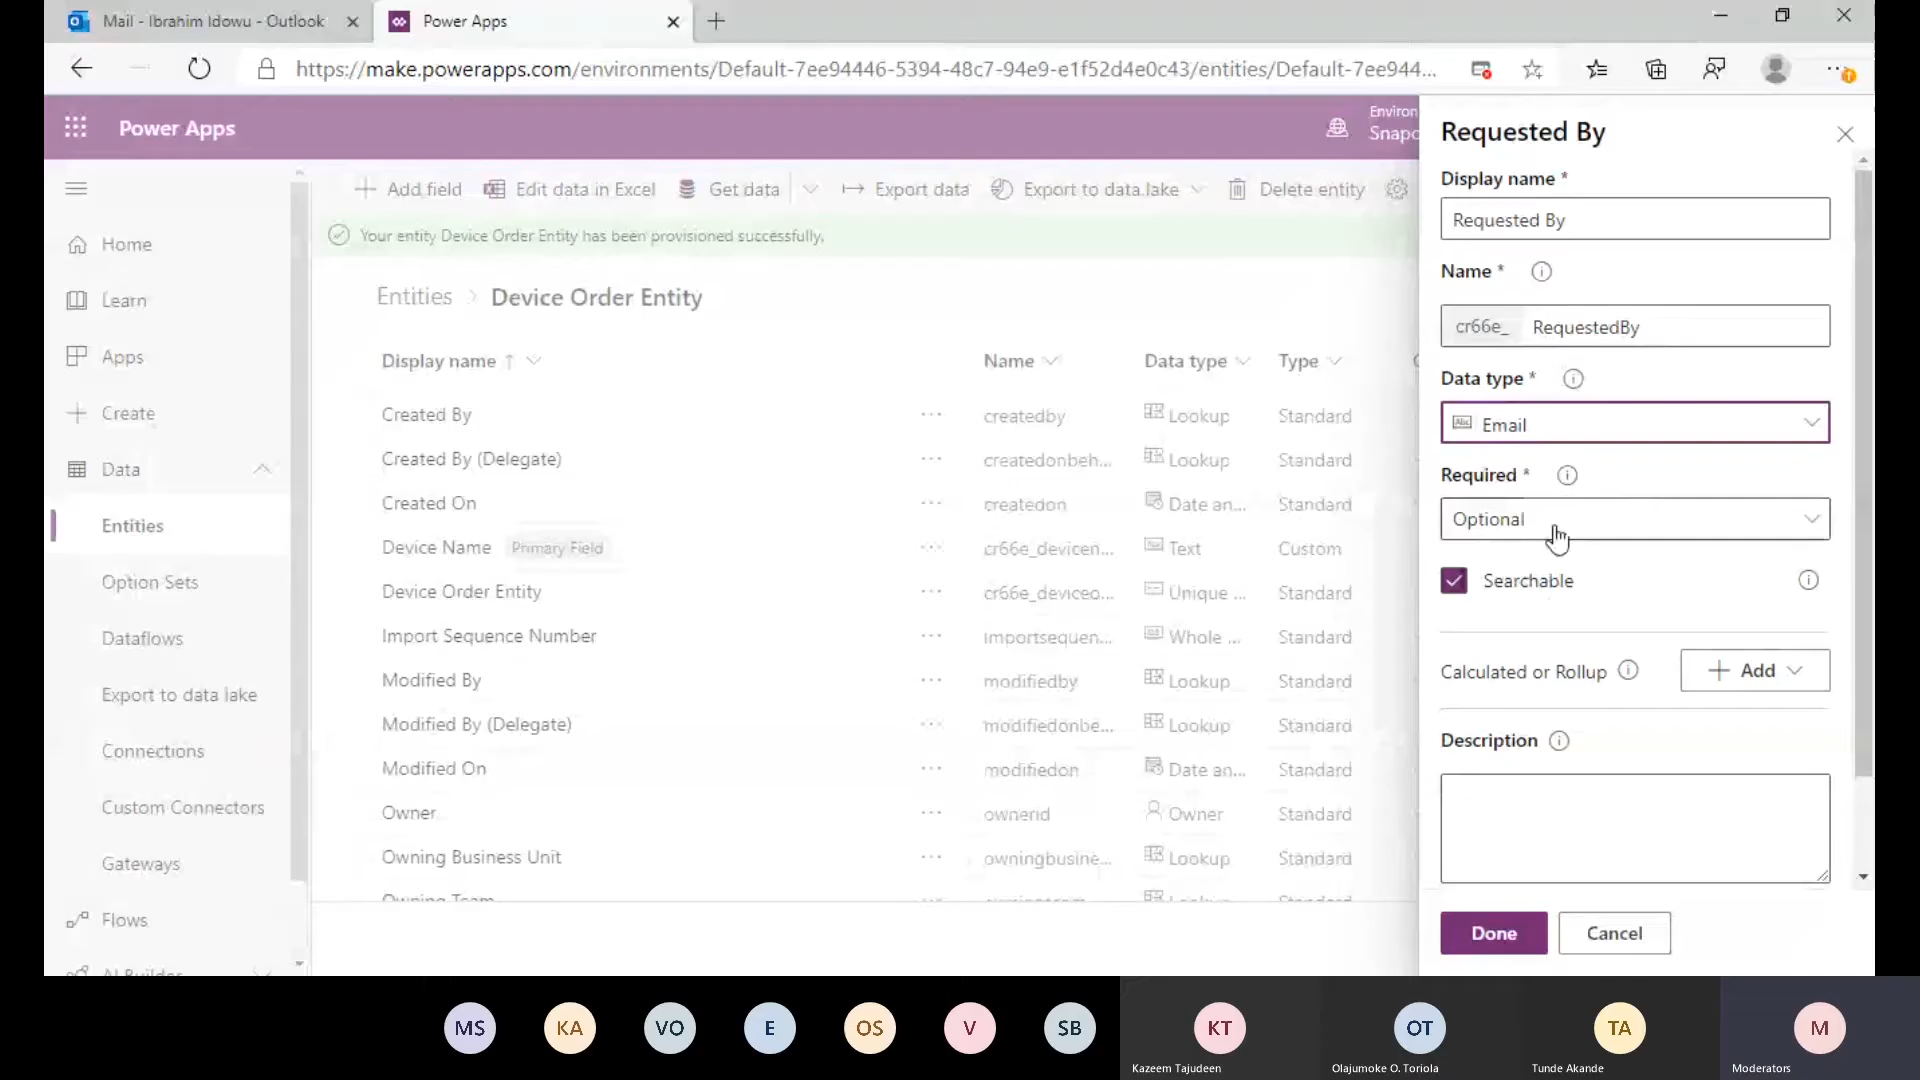 Mail - Ibrahim Idowu - Outlook
Power Apps
https://make.powerapps.com/environments/Default-7ee94446-5394-48c7-94e9-e1f52d4e0c43/entities/Default-7ee944...
Power Apps
Environ
Snapc
Add field
Edit data in Excel
Get data
Export data
Export to data lake
Delete entity
Your entity Device Order Entity has been provisioned successfully.
Home
Learn
Apps
Create
Data
Entities
Option Sets
Dataflows
Export to data lake
Connections
Custom Connectors
Gateways
Flows
AI Builder
Entities > Device Order Entity
Display name ↑ Name Data type Type
Created By ··· createdby Lookup Standard
Created By (Delegate) ··· createdonbeh... Lookup Standard
Created On ··· createdon Date an... Standard
Device Name Primary Field ··· cr66e_devicen... Text Custom
Device Order Entity ··· cr66e_deviceo... Unique ... Standard
Import Sequence Number ··· importsequen... Whole ... Standard
Modified By ··· modifiedby Lookup Standard
Modified By (Delegate) ··· modifiedonbe... Lookup Standard
Modified On ··· modifiedon Date an... Standard
Owner ··· ownerid Owner Standard
Owning Business Unit ··· owningbusine... Lookup Standard
Owning Team
Requested By
Display name *
Requested By
Name *
cr66e_ RequestedBy
Data type *
Abc Email
Required *
Optional
Searchable
Calculated or Rollup
Add
Description
Done
Cancel
MS
KA
VO
E
OS
V
SB
KT
OT
TA
M
Kazeem Tajudeen
Olajumoke O. Toriola
Tunde Akande
Moderators